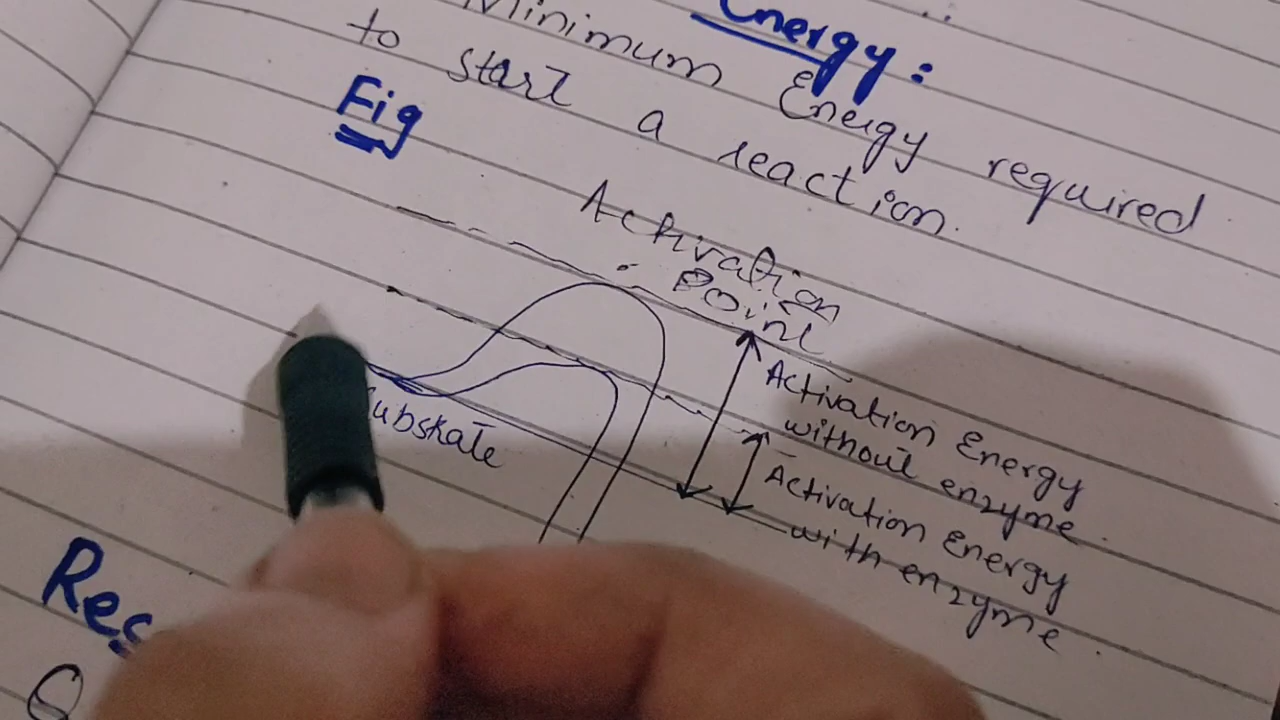 Energy:
Minimum Energy required
to start a reaction.
Fig
Activation
Point
Activation Energy
without enzyme.
Activation Energy
with enzyme.
Substrate